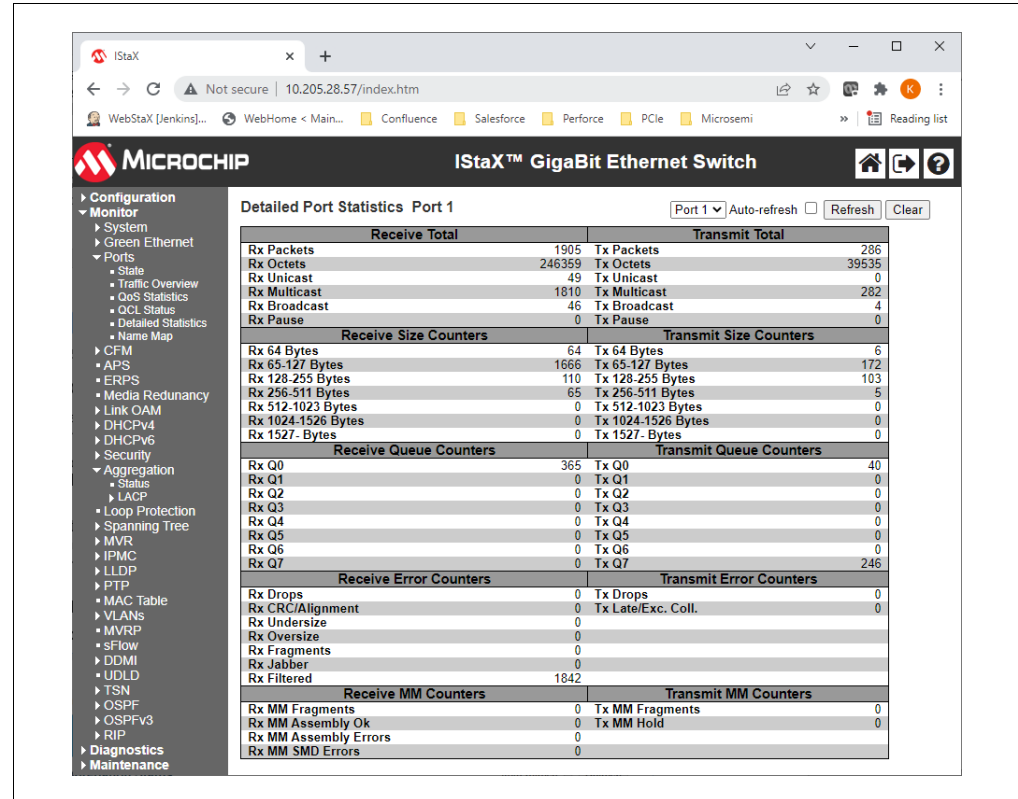 IStaX
Not secure | 10.205.28.57/index.htm
K
WebStaX [Jenkins]... WebHome < Main... Confluence Salesforce Perforce PCIe Microsemi » Reading list
MICROCHIP IStaX™ GigaBit Ethernet Switch
Configuration
Monitor
System
Green Ethernet
Ports
State
Traffic Overview
QoS Statistics
QCL Status
Detailed Statistics
Name Map
CFM
APS
ERPS
Media Redunancy
Link OAM
DHCPv4
DHCPv6
Security
Aggregation
Status
LACP
Loop Protection
Spanning Tree
MVR
IPMC
LLDP
PTP
MAC Table
VLANs
MVRP
sFlow
DDMI
UDLD
TSN
OSPF
OSPFv3
RIP
Diagnostics
Maintenance
Detailed Port Statistics Port 1 Port 1 Auto-refresh Refresh Clear
Receive Total Transmit Total
Rx Packets 1905 Tx Packets 286
Rx Octets 246359 Tx Octets 39535
Rx Unicast 49 Tx Unicast 0
Rx Multicast 1810 Tx Multicast 282
Rx Broadcast 46 Tx Broadcast 4
Rx Pause 0 Tx Pause 0
Receive Size Counters Transmit Size Counters
Rx 64 Bytes 64 Tx 64 Bytes 6
Rx 65-127 Bytes 1666 Tx 65-127 Bytes 172
Rx 128-255 Bytes 110 Tx 128-255 Bytes 103
Rx 256-511 Bytes 65 Tx 256-511 Bytes 5
Rx 512-1023 Bytes 0 Tx 512-1023 Bytes 0
Rx 1024-1526 Bytes 0 Tx 1024-1526 Bytes 0
Rx 1527- Bytes 0 Tx 1527- Bytes 0
Receive Queue Counters Transmit Queue Counters
Rx Q0 365 Tx Q0 40
Rx Q1 0 Tx Q1 0
Rx Q2 0 Tx Q2 0
Rx Q3 0 Tx Q3 0
Rx Q4 0 Tx Q4 0
Rx Q5 0 Tx Q5 0
Rx Q6 0 Tx Q6 0
Rx Q7 0 Tx Q7 246
Receive Error Counters Transmit Error Counters
Rx Drops 0 Tx Drops 0
Rx CRC/Alignment 0 Tx Late/Exc. Coll. 0
Rx Undersize 0
Rx Oversize 0
Rx Fragments 0
Rx Jabber 0
Rx Filtered 1842
Receive MM Counters Transmit MM Counters
Rx MM Fragments 0 Tx MM Fragments 0
Rx MM Assembly Ok 0 Tx MM Hold 0
Rx MM Assembly Errors 0
Rx MM SMD Errors 0